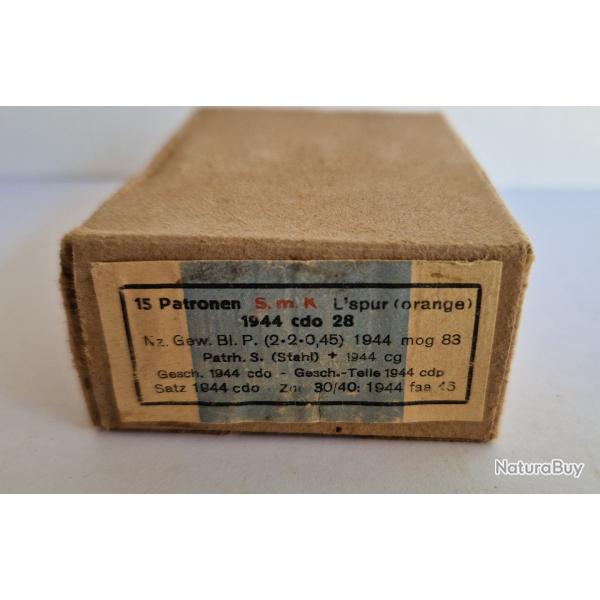 15 Patronen S. m. K L'spur (orange)
1944 cdo 28
Nz. Gew. Bl. P. (2·2·0,45) 1944 mog 83
Patrh. S. (Stahl) + 1944 cg
Gesch. 1944 cdo - Gesch.-Teile 1944 cdp
Satz 1944 cdo · 30/40: 1944 faa
NaturaBuy